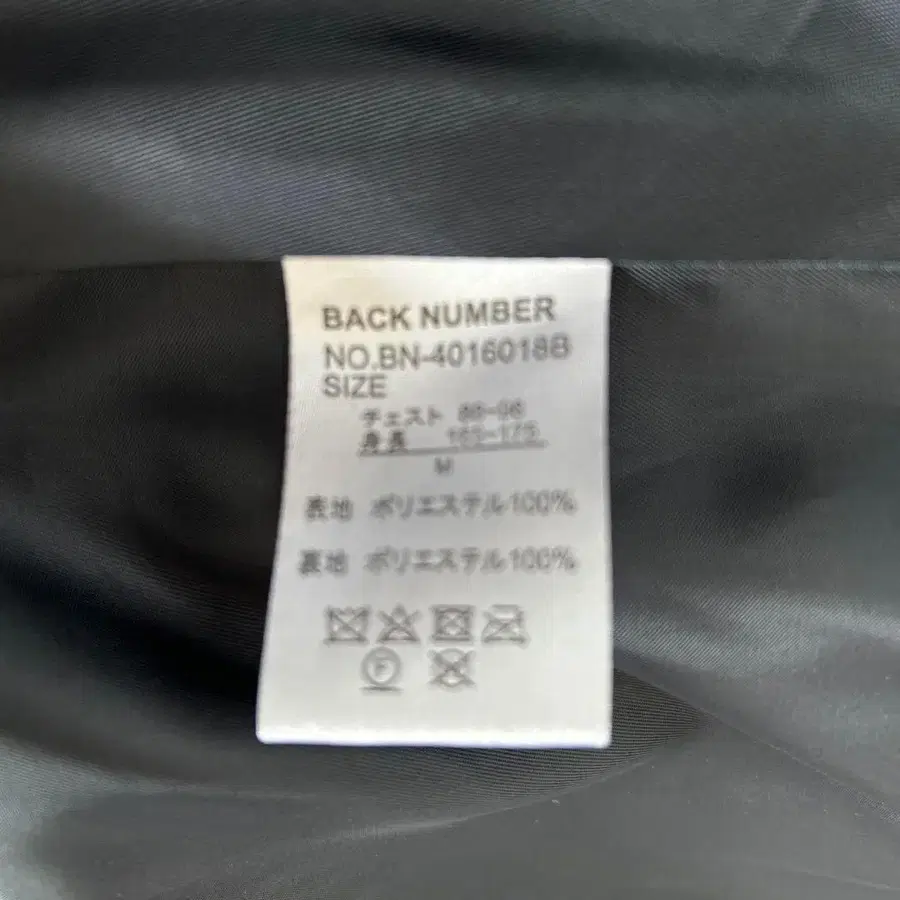 BACK NUMBER
NO.BN-4016018B
SIZE
チェスト 88-96
身長 165-175
M
表地 ポリエステル100%
裏地 ポリエステル100%
F